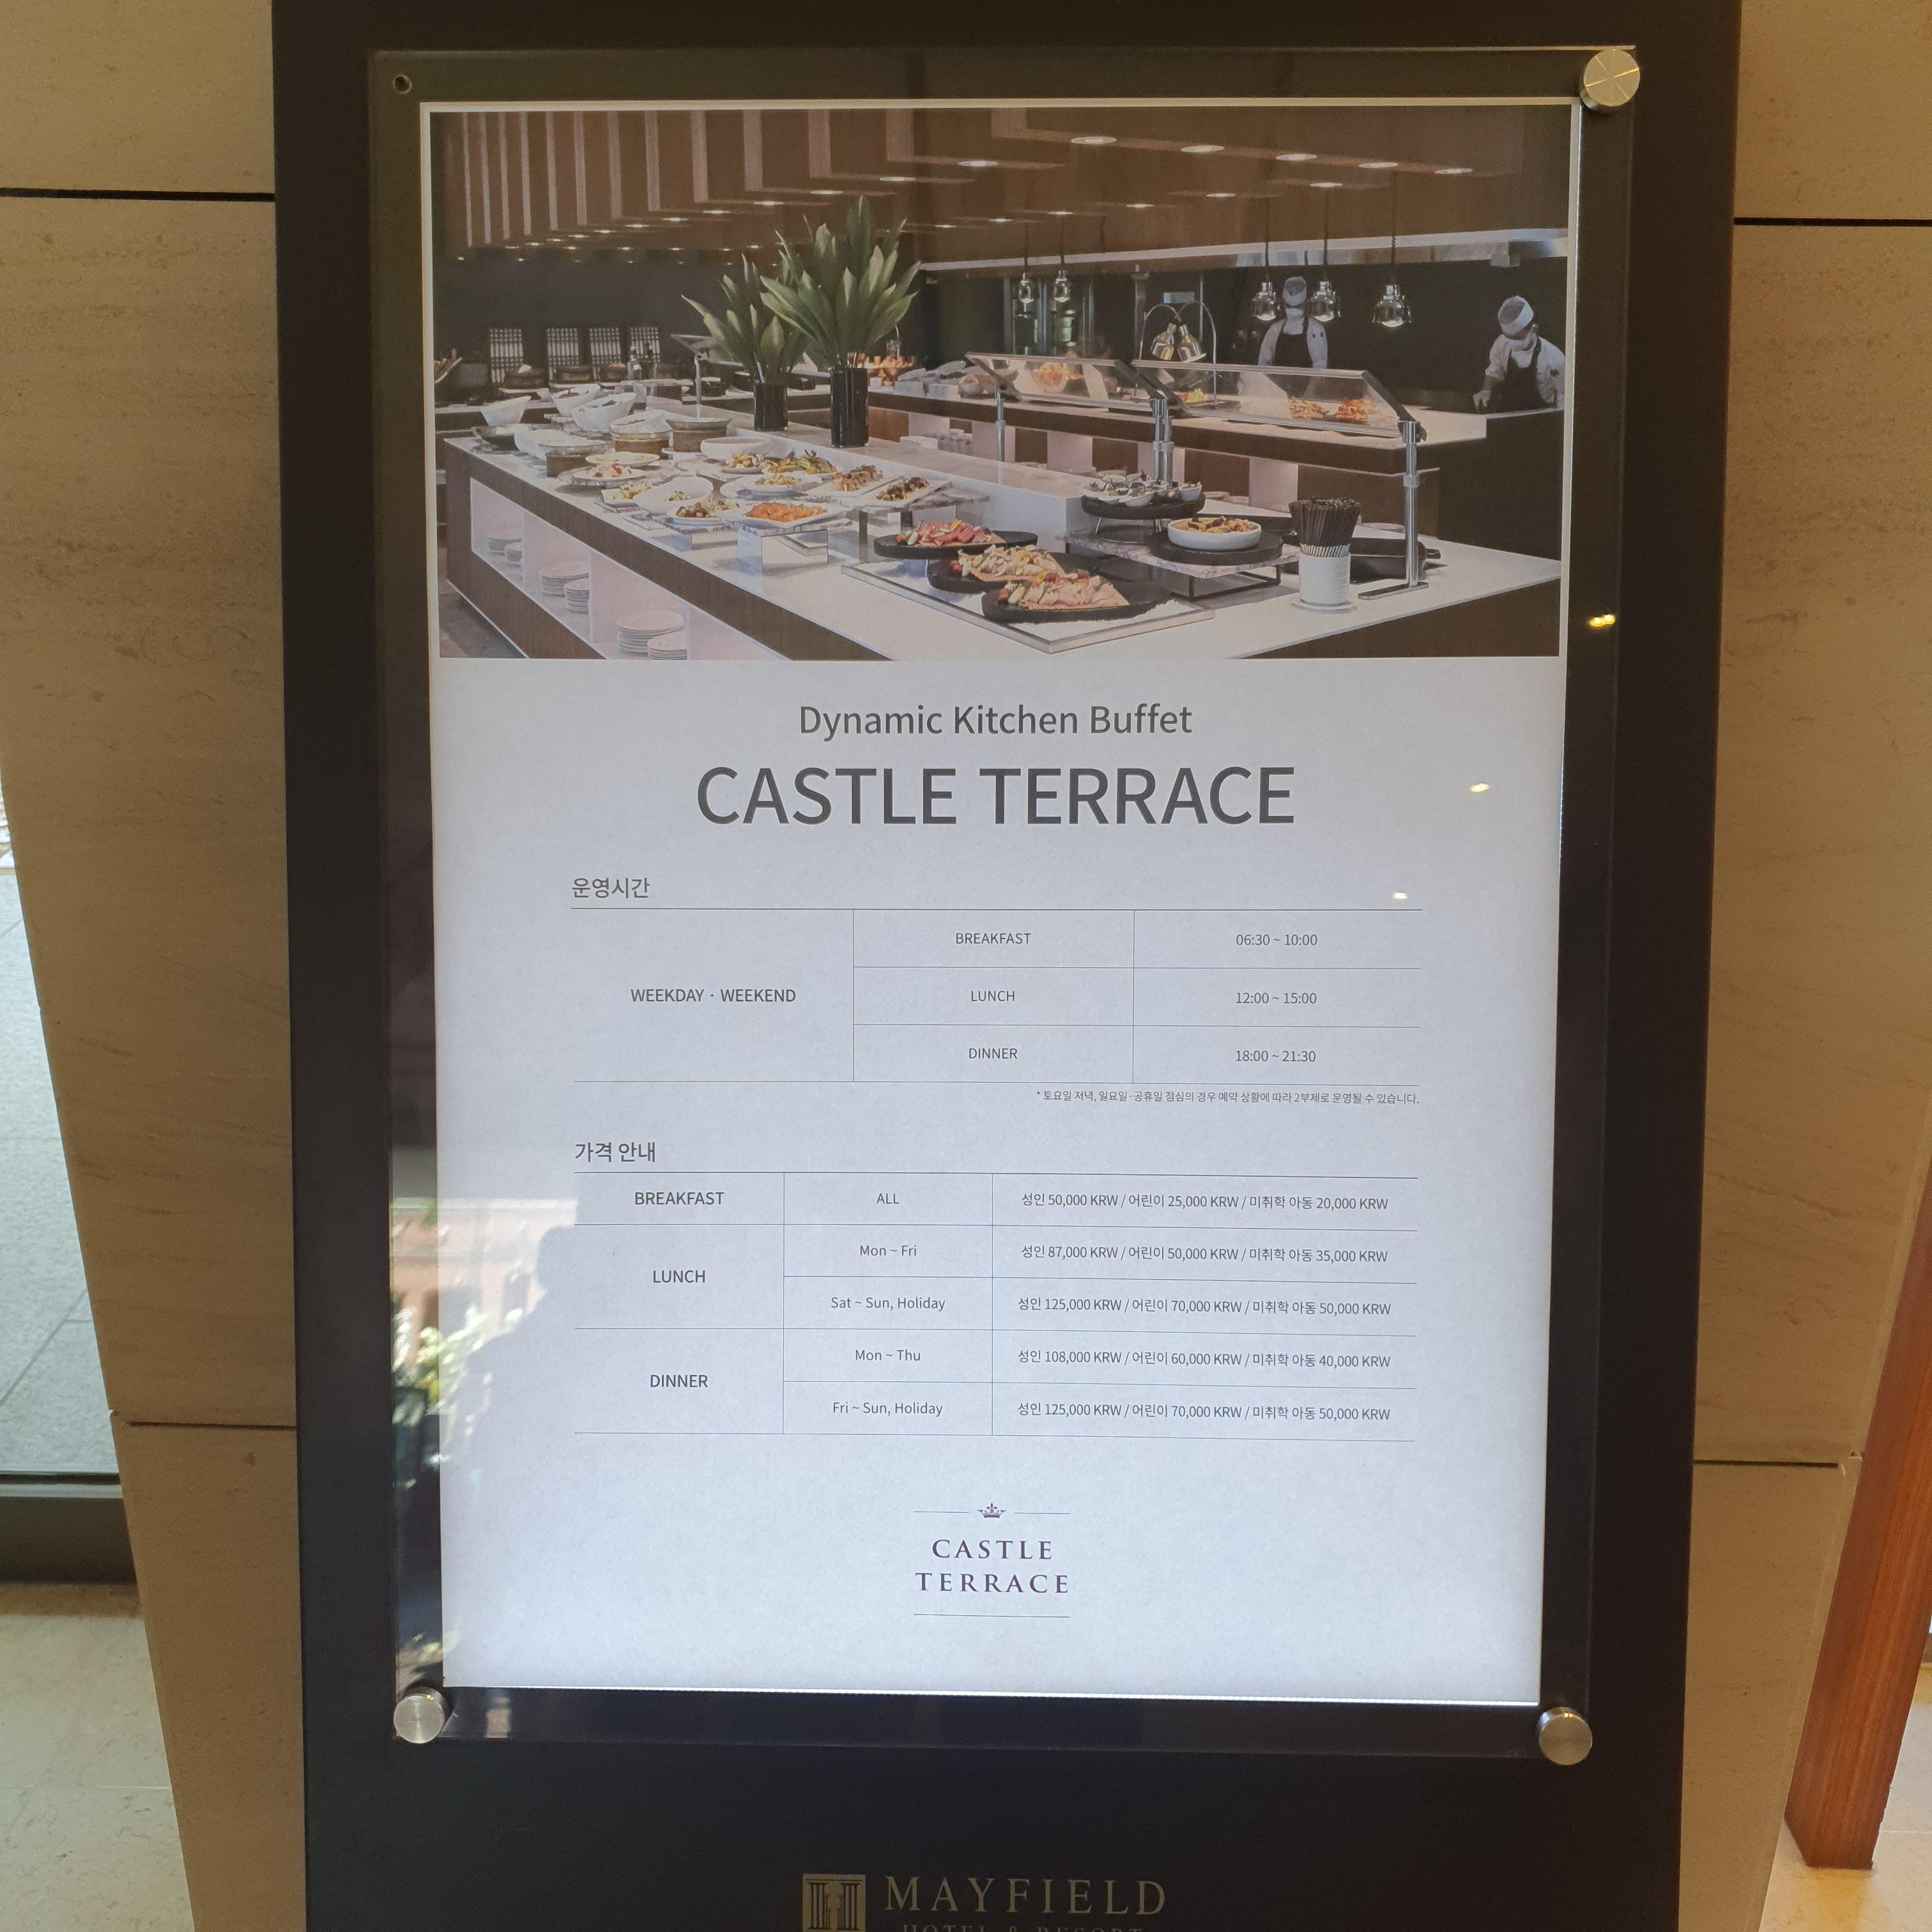 Dynamic Kitchen Buffet
CASTLE TERRACE
운영시간
WEEKDAY · WEEKEND
BREAKFAST 06:30 ~ 10:00
LUNCH 12:00 ~ 15:00
DINNER 18:00 ~ 21:30
* 토요일 저녁, 일요일·공휴일 점심의 경우 예약 상황에 따라 2부제로 운영될 수 있습니다.
가격 안내
BREAKFAST ALL 성인 50,000 KRW / 어린이 25,000 KRW / 미취학 아동 20,000 KRW
LUNCH
Mon ~ Fri 성인 87,000 KRW / 어린이 50,000 KRW / 미취학 아동 35,000 KRW
Sat ~ Sun, Holiday 성인 125,000 KRW / 어린이 70,000 KRW / 미취학 아동 50,000 KRW
DINNER
Mon ~ Thu 성인 108,000 KRW / 어린이 60,000 KRW / 미취학 아동 40,000 KRW
Fri ~ Sun, Holiday 성인 125,000 KRW / 어린이 70,000 KRW / 미취학 아동 50,000 KRW
CASTLE
TERRACE
MAYFIELD
HOTEL & RESORT